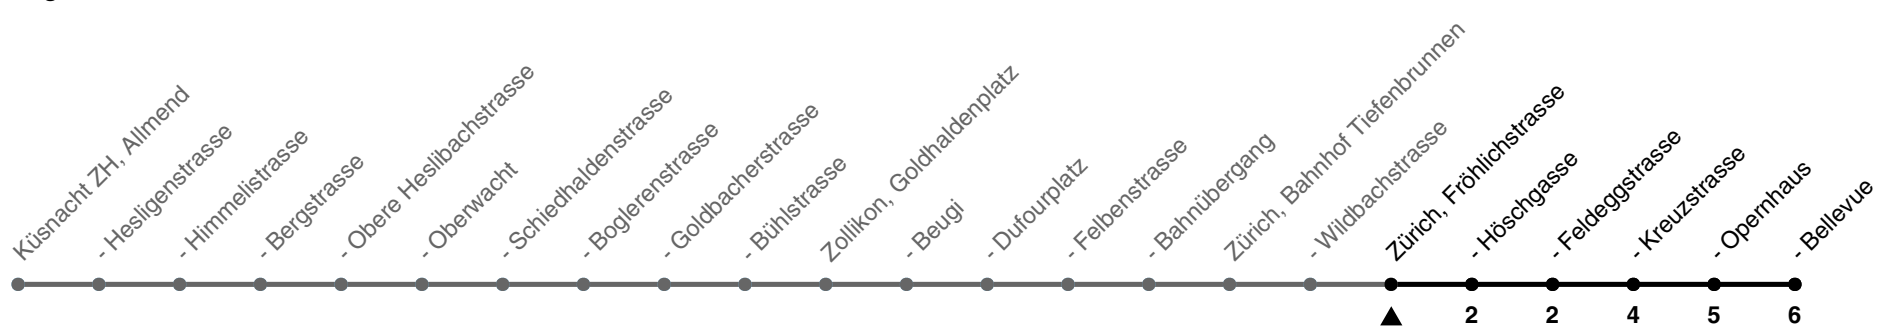 Küsnacht ZH, Allmend
- Hesligenstrasse
- Himmelistrasse
- Bergstrasse
- Obere Heslibachstrasse
- Oberwacht
- Schiedhaldenstrasse
- Boglerenstrasse
- Goldbacherstrasse
- Bühlstrasse
Zollikon, Goldhaldenplatz
- Beugi
- Dufourplatz
- Felbenstrasse
- Bahnübergang
Zürich, Bahnhof Tiefenbrunnen
- Wildbachstrasse
Zürich, Fröhlichstrasse
- Höschgasse
- Feldeggstrasse
- Kreuzstrasse
- Opernhaus
- Bellevue
2 2 4 5 6